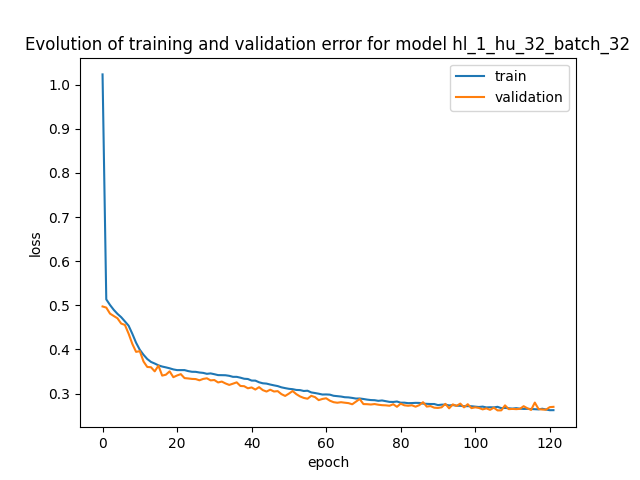 Evolution of training and validation error for model hl_1_hu_32_batch_32
train
validation
1.0
0.9
0.8
0.7
0.6
0.5
0.4
0.3
loss
0 20 40 60 80 100 120
epoch